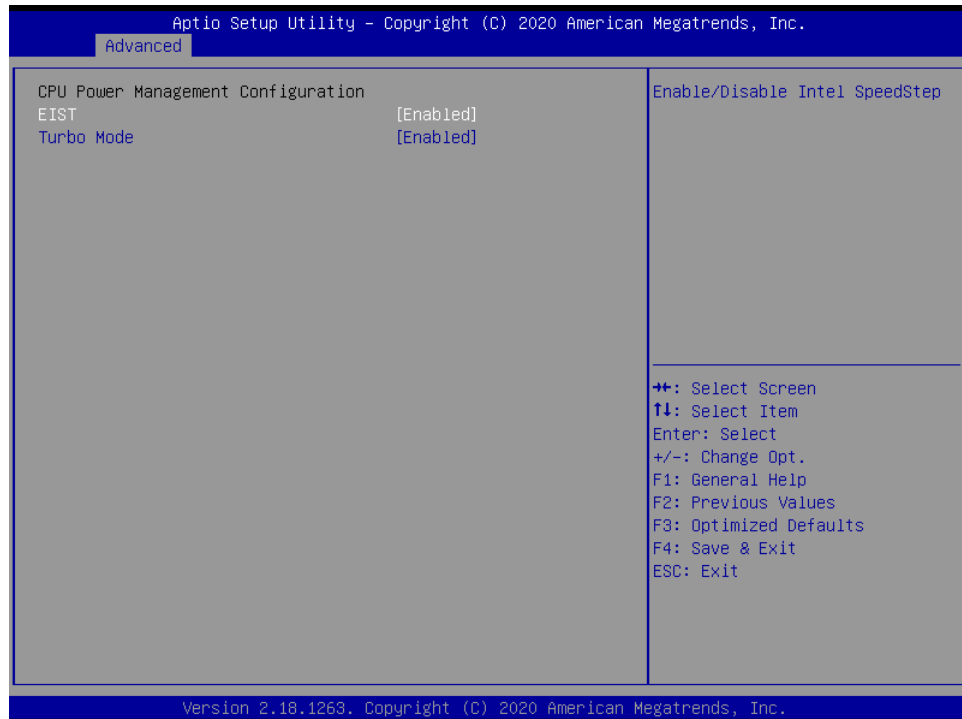 Aptio Setup Utility – Copyright (C) 2020 American Megatrends, Inc.
Advanced
CPU Power Management Configuration
EIST [Enabled]
Turbo Mode [Enabled]
Enable/Disable Intel SpeedStep
→←: Select Screen
↑↓: Select Item
Enter: Select
+/-: Change Opt.
F1: General Help
F2: Previous Values
F3: Optimized Defaults
F4: Save & Exit
ESC: Exit
Version 2.18.1263. Copyright (C) 2020 American Megatrends, Inc.